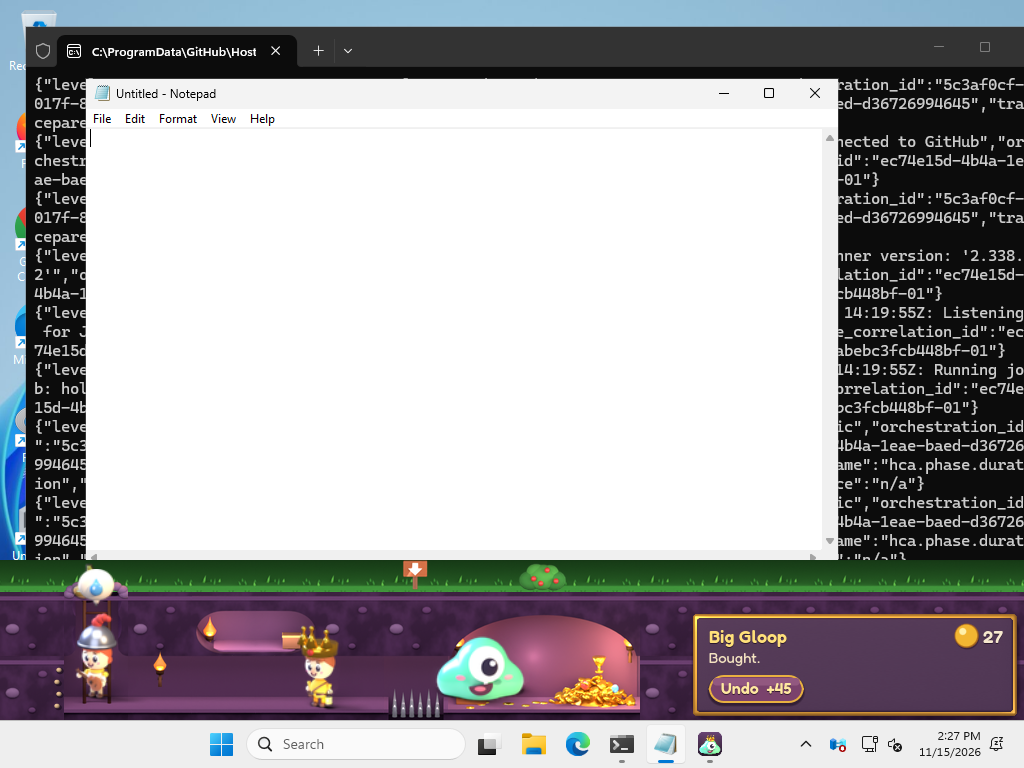 C:\ProgramData\GitHub\Host
Untitled - Notepad
File Edit Format View Help
{"leve
ration_id":"5c3af0cf-
017f-8
ed-d36726994645","tra
cepare
{"leve
nected to GitHub","or
chestr
id":"ec74e15d-4b4a-1e
ae-bae
-01"}
{"leve
ration_id":"5c3af0cf-
017f-8
ed-d36726994645","tra
cepare
{"leve
nner version: '2.338.
2'","o
lation_id":"ec74e15d-
4b4a-1
cb448bf-01"}
{"leve
14:19:55Z: Listening
for J
e_correlation_id":"ec
74e15d
abebc3fcb448bf-01"}
{"leve
14:19:55Z: Running jo
b: hol
orrelation_id":"ec74e
15d-4b
bc3fcb448bf-01"}
{"leve
ic","orchestration_id
":"5c3
4b4a-1eae-baed-d36726
994645
ame":"hca.phase.durat
ion","
ce":"n/a"}
{"leve
ic","orchestration_id
":"5c3
4b4a-1eae-baed-d36726
994645
ame":"hca.phase.durat
Big Gloop
27
Bought.
Undo +45
Search
2:27 PM
11/15/2026